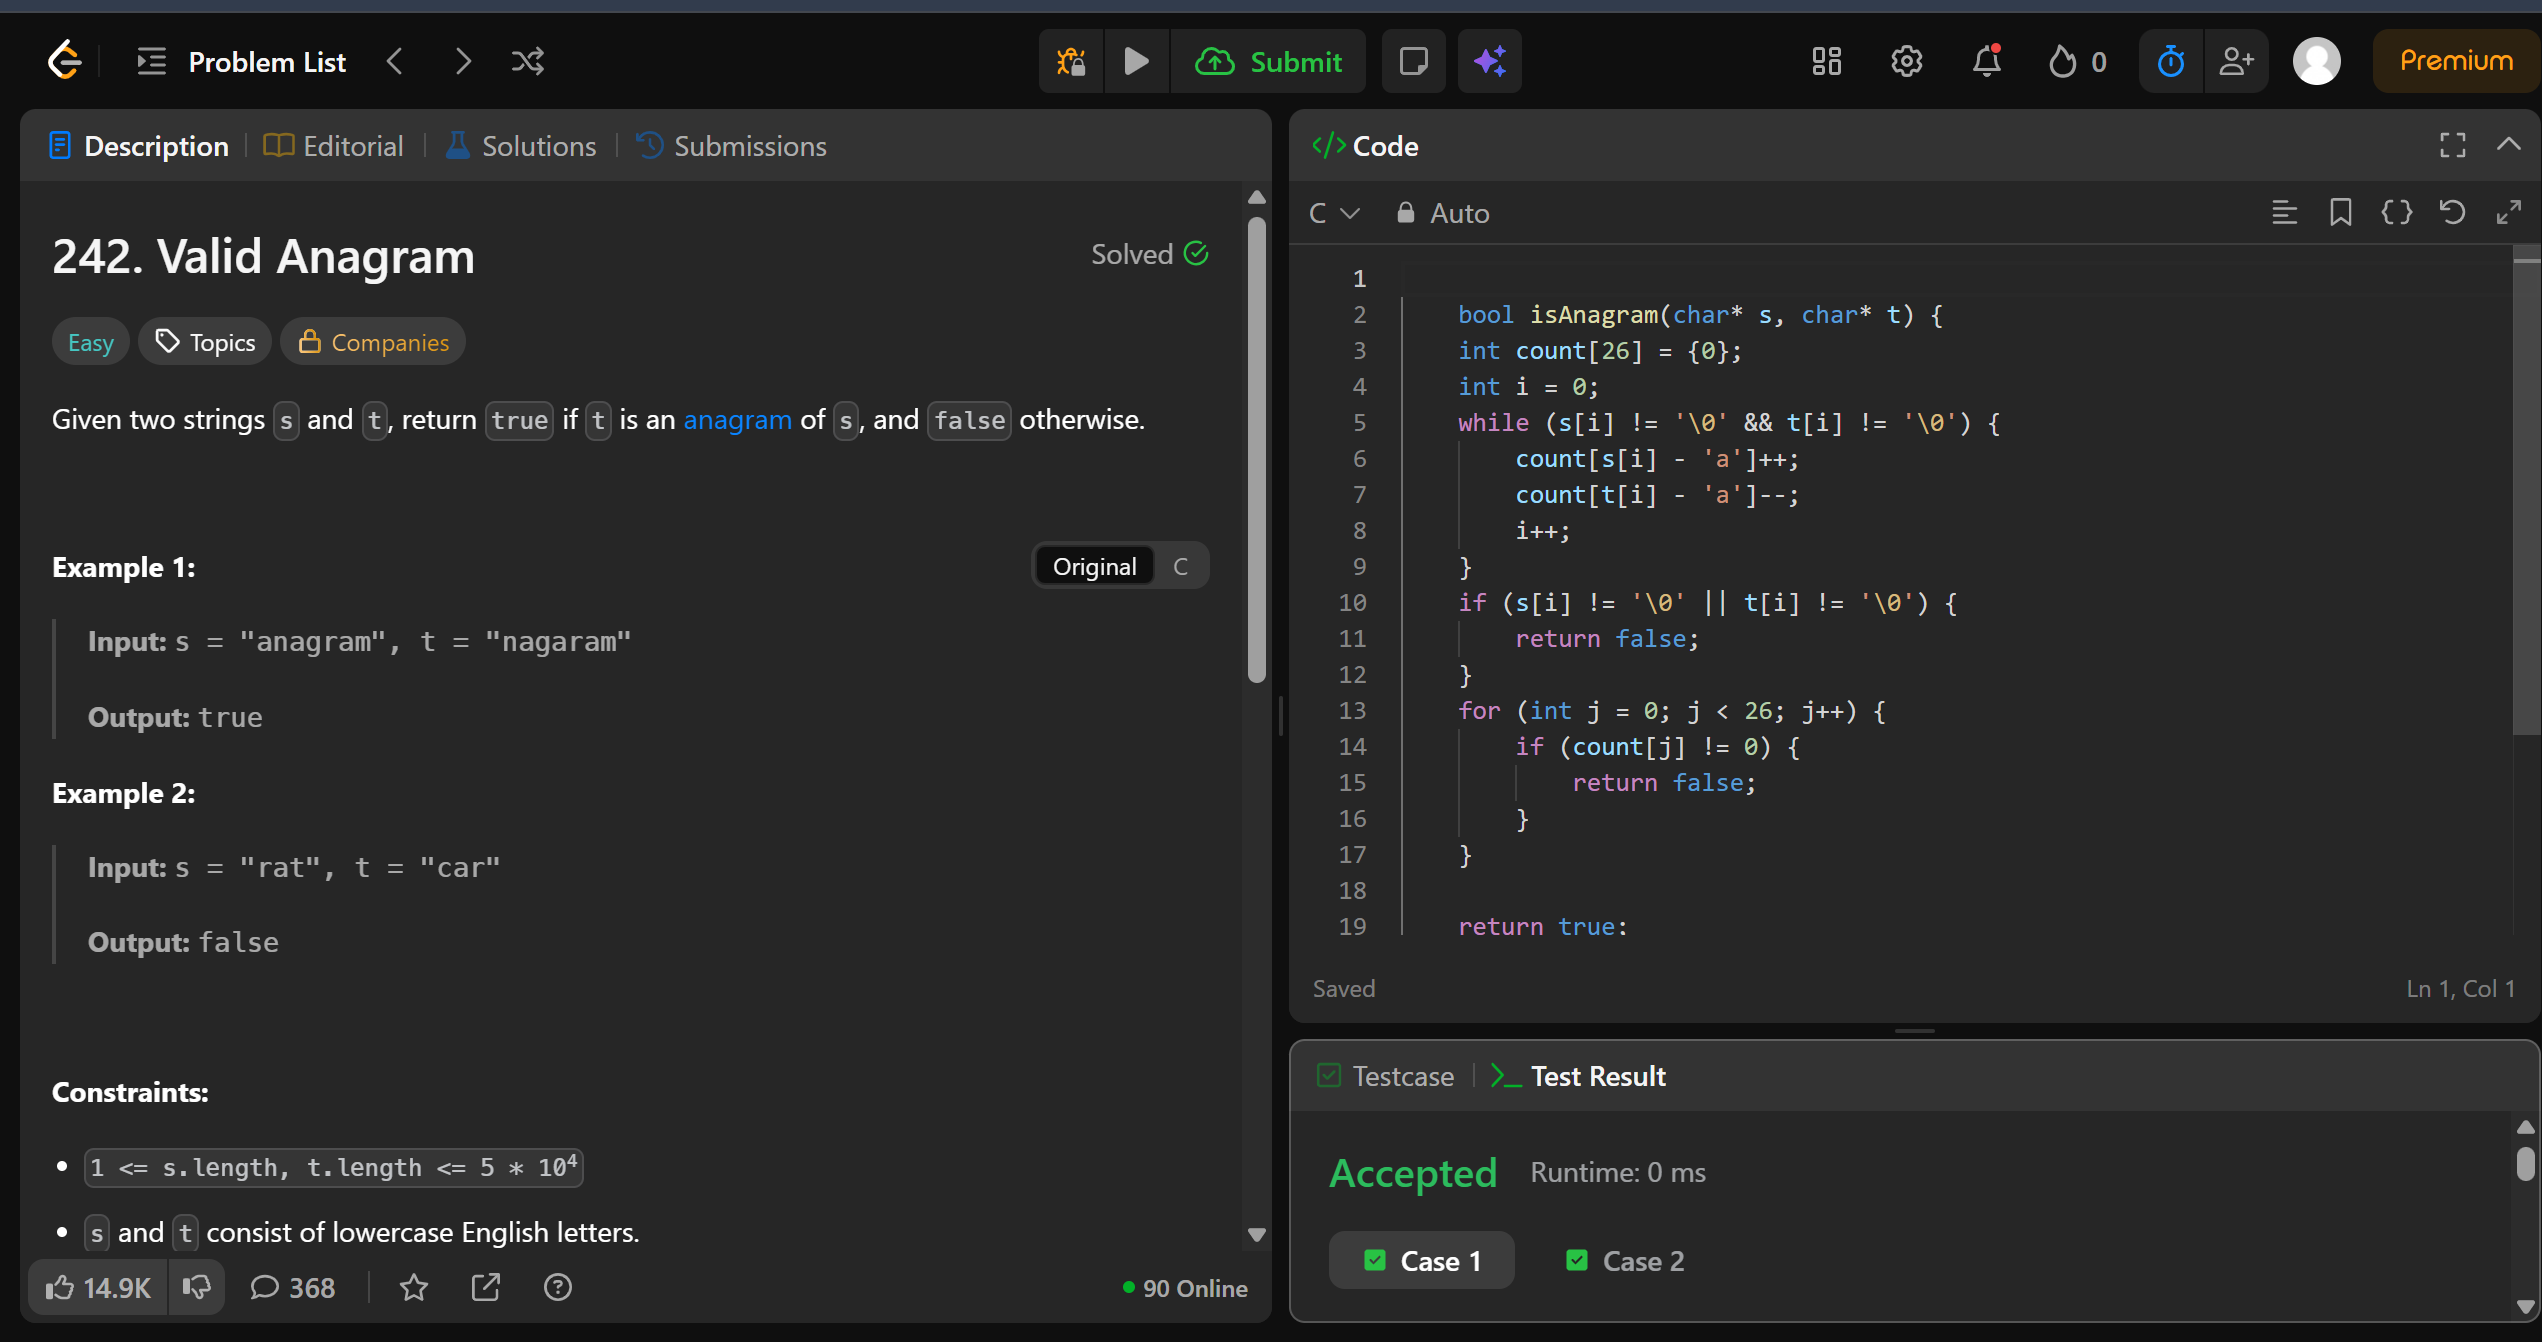 Problem List
Submit
0
Premium
Description
Editorial
Solutions
Submissions
242. Valid Anagram
Solved
Easy
Topics
Companies
Given two strings s and t, return true if t is an anagram of s, and false otherwise.
Example 1:
Original C
Input: s = "anagram", t = "nagaram"
Output: true
Example 2:
Input: s = "rat", t = "car"
Output: false
Constraints:
• 1 <= s.length, t.length <= 5 * 10⁴
• s and t consist of lowercase English letters.
14.9K
368
90 Online
</> Code
C
Auto
1
2 bool isAnagram(char* s, char* t) {
3 int count[26] = {0};
4 int i = 0;
5 while (s[i] != '\0' && t[i] != '\0') {
6 count[s[i] - 'a']++;
7 count[t[i] - 'a']--;
8 i++;
9 }
10 if (s[i] != '\0' || t[i] != '\0') {
11 return false;
12 }
13 for (int j = 0; j < 26; j++) {
14 if (count[j] != 0) {
15 return false;
16 }
17 }
18
19 return true:
Saved
Ln 1, Col 1
Testcase
Test Result
Accepted
Runtime: 0 ms
Case 1
Case 2